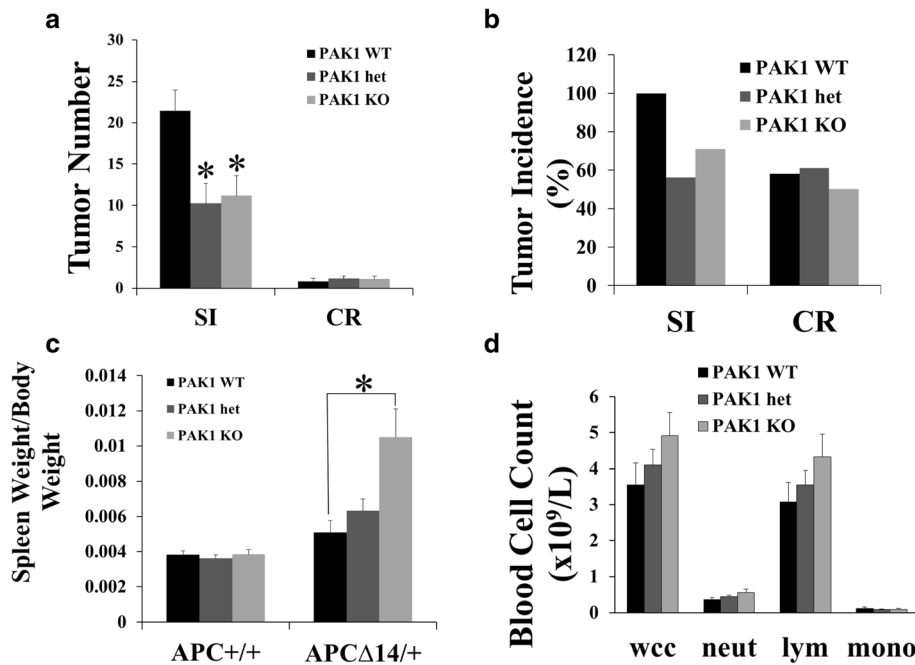 a
Tumor Number
30
25
20
15
10
5
0
PAK1 WT
PAK1 het
PAK1 KO
*
*
SI
CR
b
Tumor Incidence
(%)
120
100
80
60
40
20
0
PAK1 WT
PAK1 het
PAK1 KO
SI
CR
c
Spleen Weight/Body
Weight
0.014
0.012
0.01
0.008
0.006
0.004
0.002
0
PAK1 WT
PAK1 het
PAK1 KO
*
APC+/+
APCΔ14/+
d
Blood Cell Count
(x10⁹/L)
6
5
4
3
2
1
0
PAK1 WT
PAK1 het
PAK1 KO
wcc
neut
lym
mono